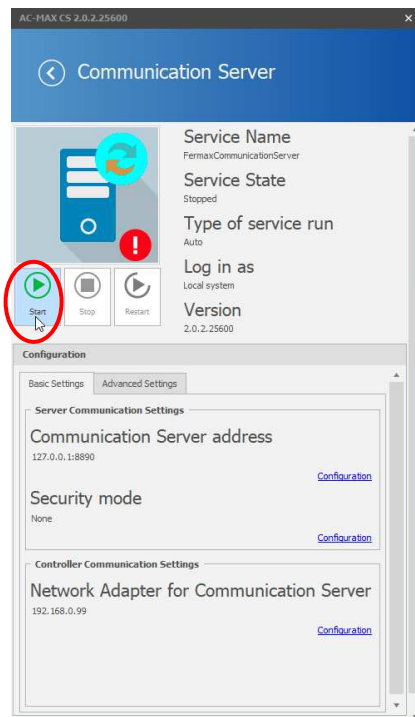 AC-MAX CS 2.0.2.25600
Communication Server
Service Name
FermaxCommunicationServer
Service State
Stopped
Type of service run
Auto
Log in as
Local system
Version
2.0.2.25600
Start
Stop
Restart
Configuration
Basic Settings
Advanced Settings
Server Communication Settings
Communication Server address
127.0.0.1:8890
Configuration
Security mode
None
Configuration
Controller Communication Settings
Network Adapter for Communication Server
192.168.0.99
Configuration